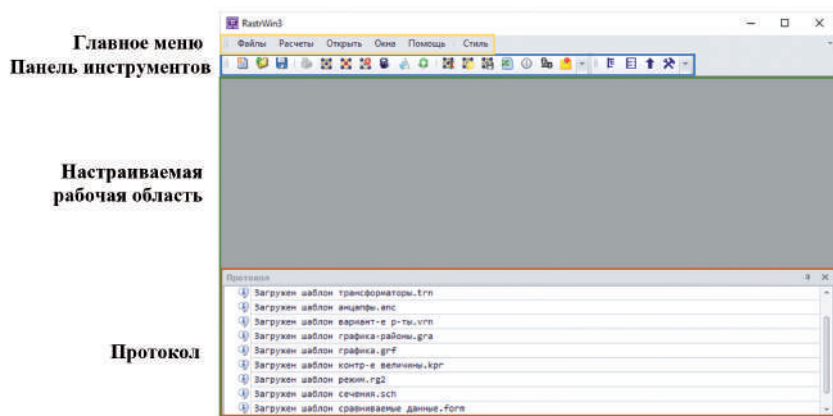 RastrWin3
Главное меню
Файлы Расчеты Открыть Окна Помощь Стиль
Панель инструментов
Настраиваемая
рабочая область
Протокол
Загружен шаблон трансформаторы.trn
Загружен шаблон анцапфы.anc
Загружен шаблон вариант-е р-ты.vrn
Загружен шаблон графика-районы.gra
Загружен шаблон графика.grf
Протокол
Загружен шаблон контр-е величины.kpr
Загружен шаблон режим.rg2
Загружен шаблон сечения.sch
Загружен шаблон сравниваемые данные.form